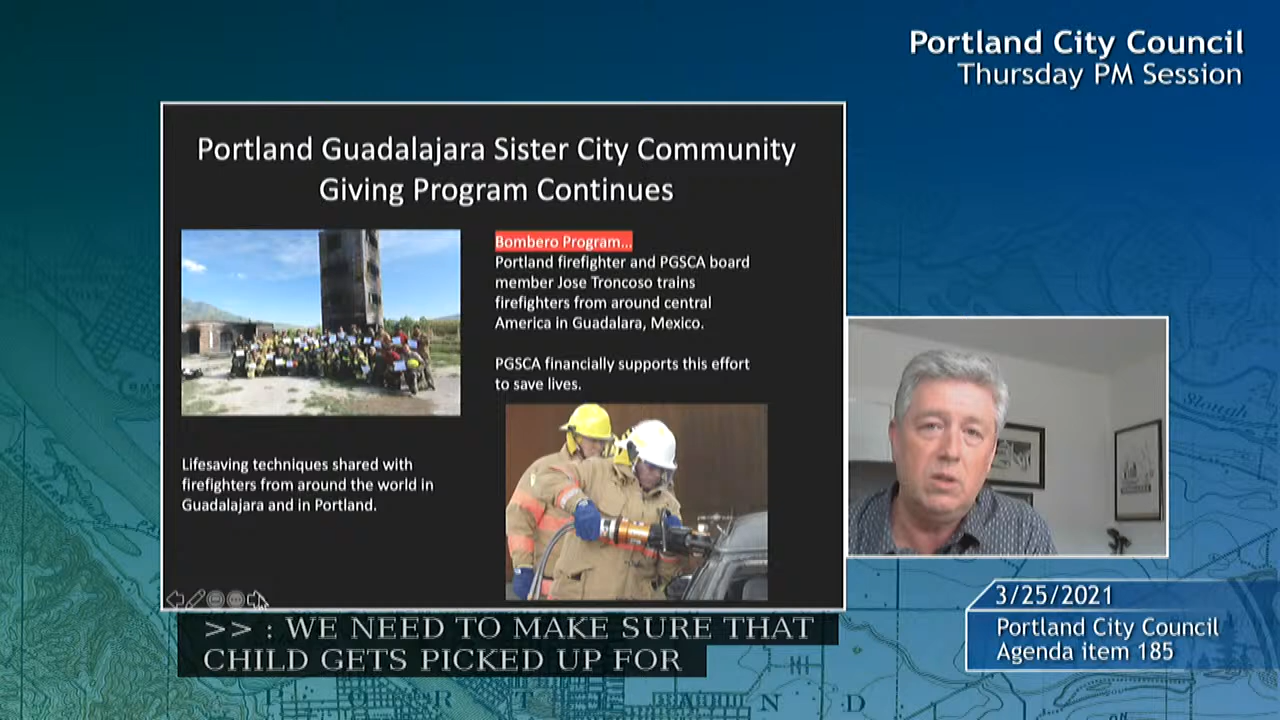 Portland City Council
Thursday PM Session
Portland Guadalajara Sister City Community
Giving Program Continues
Bombero Program...
Portland firefighter and PGSCA board
member Jose Troncoso trains
firefighters from around central
America in Guadalara, Mexico.
PGSCA financially supports this effort
to save lives.
Lifesaving techniques shared with
firefighters from around the world in
Guadalajara and in Portland.
3/25/2021
Portland City Council
Agenda item 185
>> : WE NEED TO MAKE SURE THAT
CHILD GETS PICKED UP FOR
Slough
P O R T L A N D